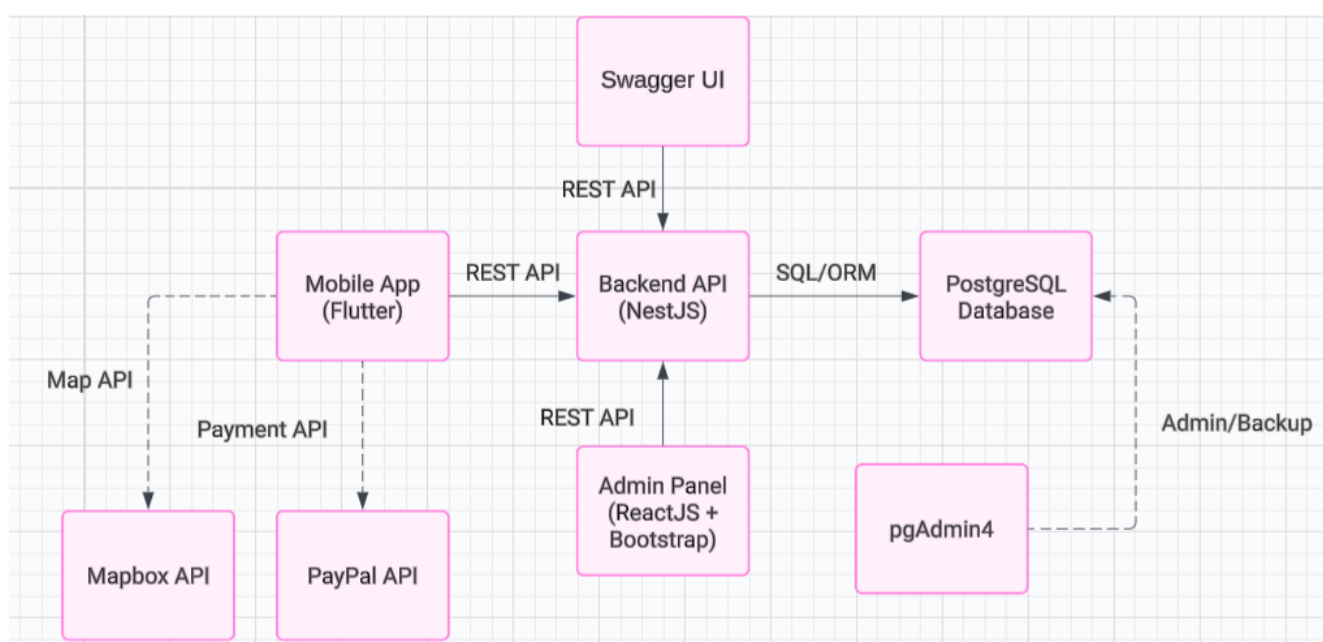 Swagger UI
REST API
Mobile App
(Flutter)
REST API
Backend API
(NestJS)
SQL/ORM
PostgreSQL
Database
Map API
Payment API
REST API
Admin/Backup
Admin Panel
(ReactJS +
Bootstrap)
pgAdmin4
Mapbox API
PayPal API